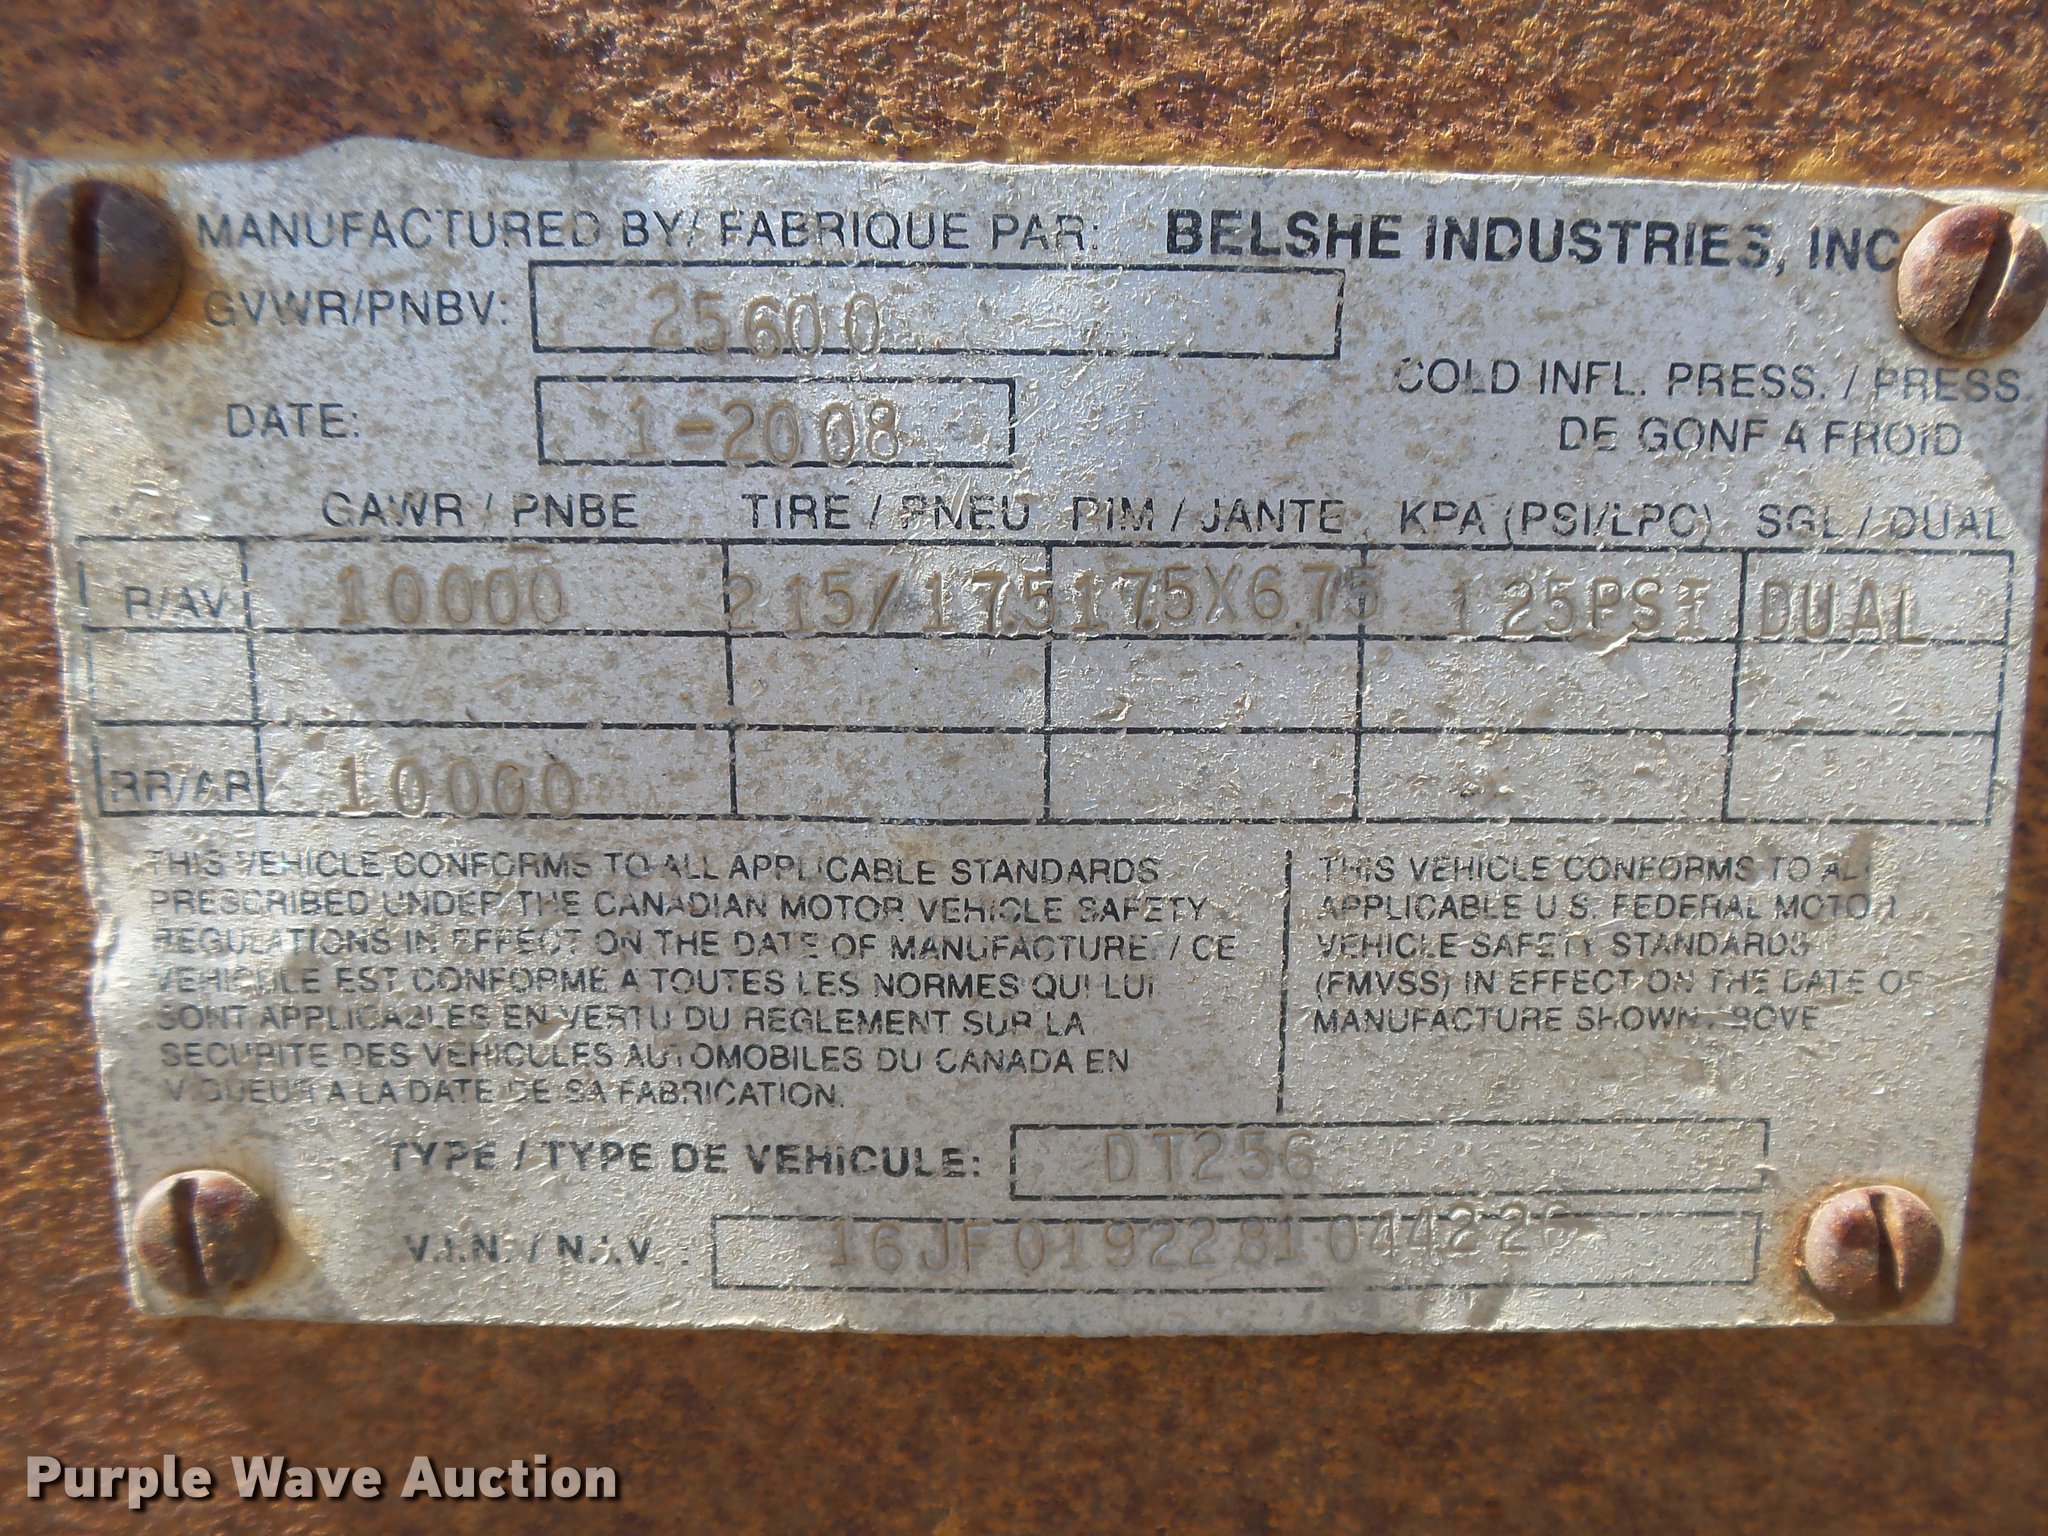 MANUFACTURED BY/ FABRIQUE PAR: BELSHE INDUSTRIES, INC
GVWR/PNBV: 25600
DATE: 1-2008
COLD INFL. PRESS. / PRESS
DE GONF A FROID
GAWR / PNBE TIRE / PNEU RIM / JANTE KPA (PSI/LPC) SGL / DUAL
F/AV 10000 215/17.5 17.5X6.75 125PSI DUAL
RR/AR 10000
THIS VEHICLE CONFORMS TO ALL APPLICABLE STANDARDS
PRESCRIBED UNDER THE CANADIAN MOTOR VEHICLE SAFETY
REGULATIONS IN EFFECT ON THE DATE OF MANUFACTURE. / CE
VEHICULE EST CONFORME A TOUTES LES NORMES QUI LUI
SONT APPLICABLES EN VERTU DU REGLEMENT SUR LA
SECURITE DES VEHICULES AUTOMOBILES DU CANADA EN
VIGUEUR A LA DATE DE SA FABRICATION.
THIS VEHICLE CONFORMS TO ALL
APPLICABLE U.S. FEDERAL MOTOR
VEHICLE SAFETY STANDARDS
(FMVSS) IN EFFECT ON THE DATE OF
MANUFACTURE SHOWN ABOVE
TYPE / TYPE DE VEHICULE: DT256
V.I.N. / N.I.V. :
Purple Wave Auction